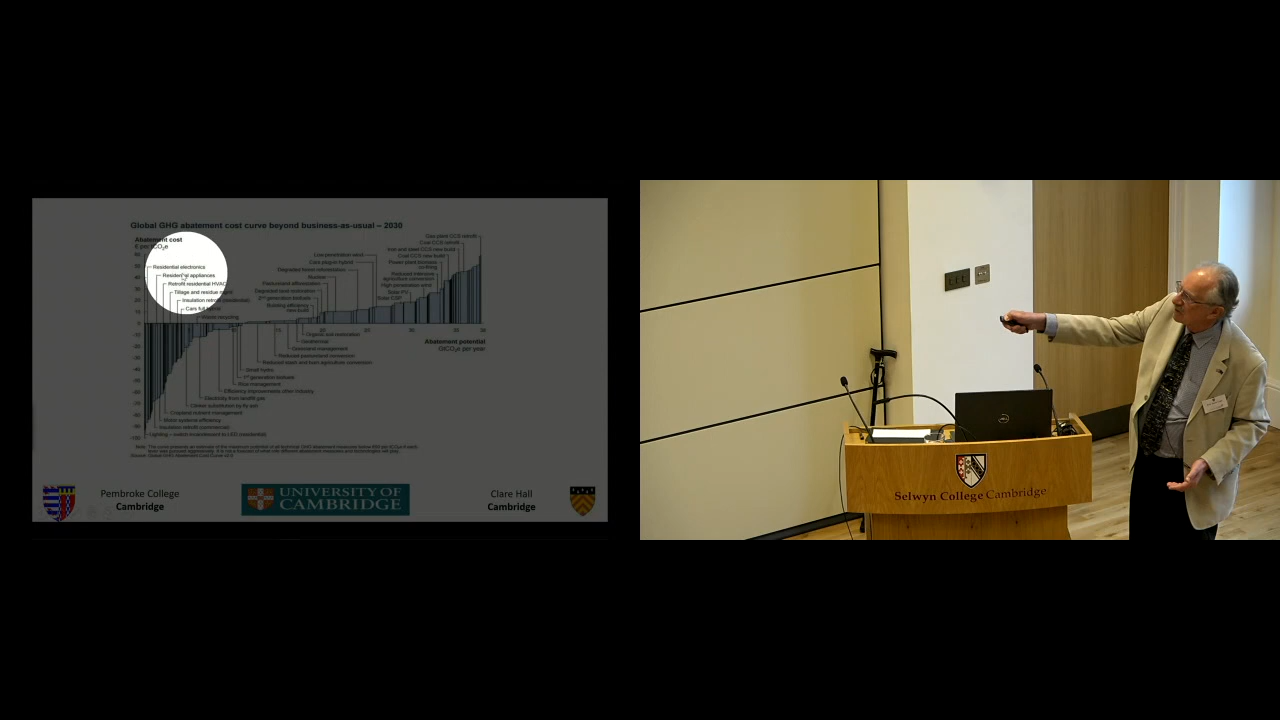 Global GHG abatement cost curve beyond business-as-usual – 2030
Abatement cost
€ per tCO₂e
Residential electronics
Residential appliances
Retrofit residential HVAC
Tillage and residue mgmt
Insulation retrofit (residential)
Cars full hybrid
Waste recycling
Low penetration wind
Cars plug-in hybrid
Degraded forest reforestation
Nuclear
Pastureland afforestation
Degraded land restoration
2nd generation biofuels
Building efficiency
new build
Gas plant CCS retrofit
Coal CCS retrofit
Iron and steel CCS new build
Coal CCS new build
Power plant biomass
co-firing
Reduced intensive
agriculture conversion
High penetration wind
Solar PV
Solar CSP
Organic soil restoration
Geothermal
Grassland management
Reduced pastureland conversion
Reduced slash and burn agriculture conversion
Small hydro
1st generation biofuels
Rice management
Efficiency improvements other industry
Electricity from landfill gas
Clinker substitution by fly ash
Cropland nutrient management
Motor systems efficiency
Insulation retrofit (commercial)
Lighting – switch incandescent to LED (residential)
Abatement potential
GtCO₂e per year
Pembroke College
Cambridge
UNIVERSITY OF
CAMBRIDGE
Clare Hall
Cambridge
DELL
Selwyn College Cambridge